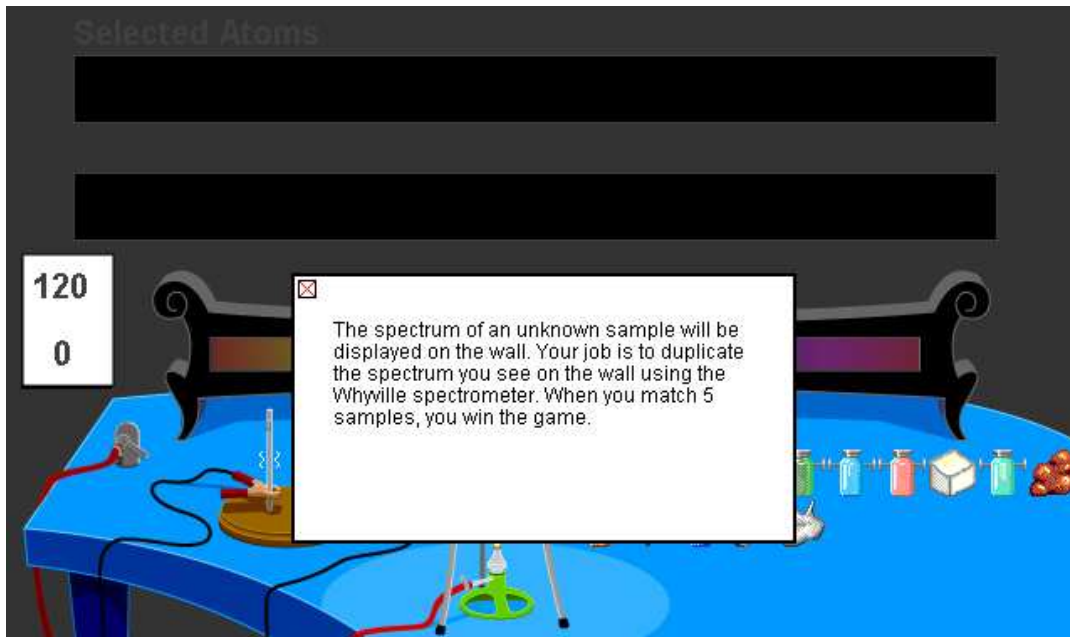 Selected Atoms
120
0
The spectrum of an unknown sample will be
displayed on the wall. Your job is to duplicate
the spectrum you see on the wall using the
Whyville spectrometer. When you match 5
samples, you win the game.